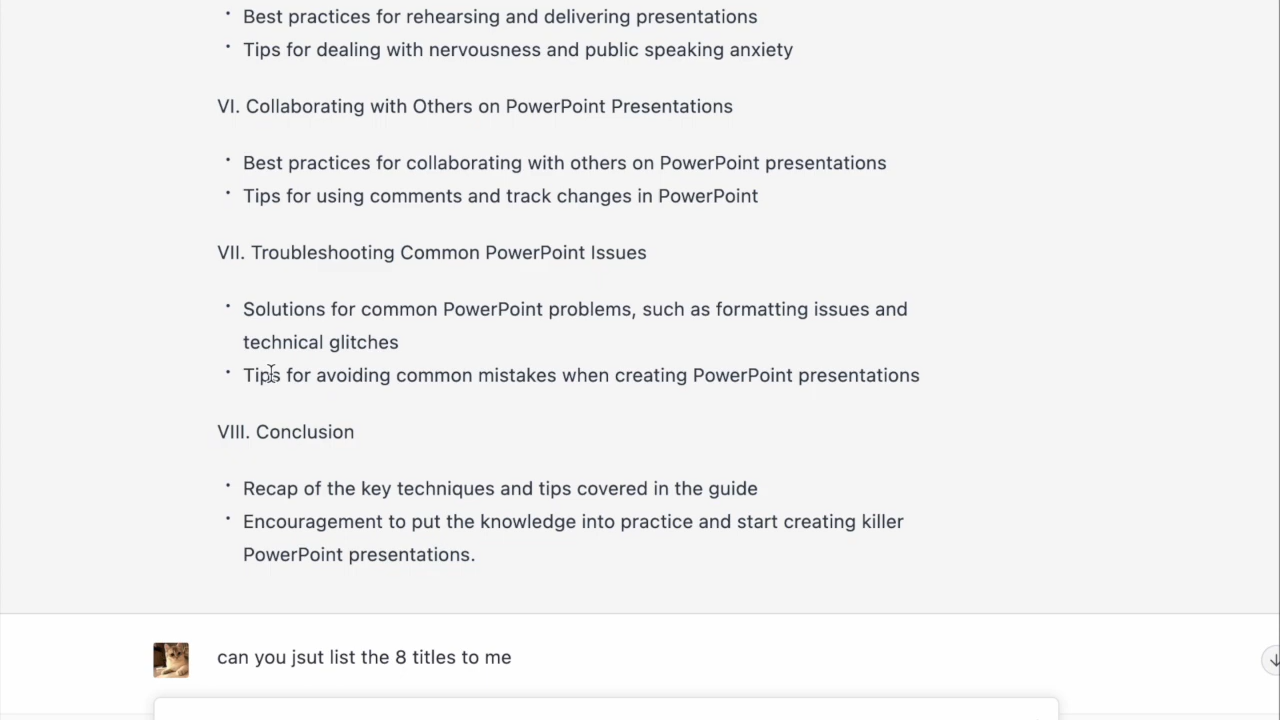 • Best practices for rehearsing and delivering presentations
• Tips for dealing with nervousness and public speaking anxiety
VI. Collaborating with Others on PowerPoint Presentations
• Best practices for collaborating with others on PowerPoint presentations
• Tips for using comments and track changes in PowerPoint
VII. Troubleshooting Common PowerPoint Issues
• Solutions for common PowerPoint problems, such as formatting issues and
technical glitches
• Tips for avoiding common mistakes when creating PowerPoint presentations
VIII. Conclusion
• Recap of the key techniques and tips covered in the guide
• Encouragement to put the knowledge into practice and start creating killer
PowerPoint presentations.
can you jsut list the 8 titles to me